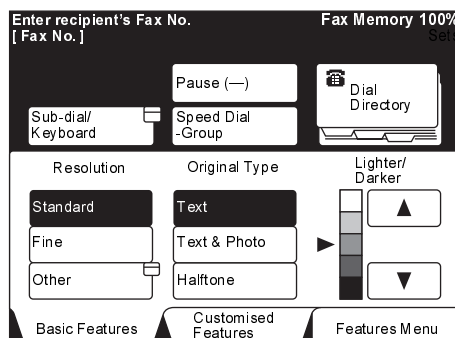 Enter recipient's Fax No.
Fax Memory 100%
[ Fax No. ]
Pause (—)
Dial
Directory
Sub-dial/
Keyboard
Speed Dial
-Group
Resolution
Original Type
Lighter/
Darker
Standard
Text
Fine
Text & Photo
Other
Halftone
Basic Features
Customised
Features
Features Menu